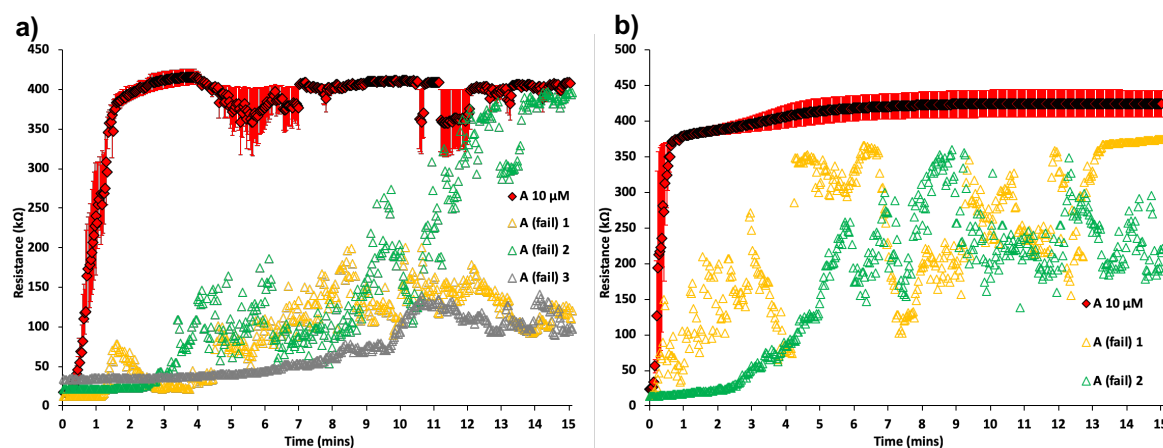 a)
450
400
350
300
250
200
150
100
50
0
Resistance (kΩ)
0 1 2 3 4 5 6 7 8 9 10 11 12 13 14 15
Time (mins)
A 10 μM
A (fail) 1
A (fail) 2
A (fail) 3
b)
500
450
400
350
300
250
200
150
100
50
0
Resistance (kΩ)
0 1 2 3 4 5 6 7 8 9 10 11 12 13 14 15
Time (mins)
A 10 μM
A (fail) 1
A (fail) 2